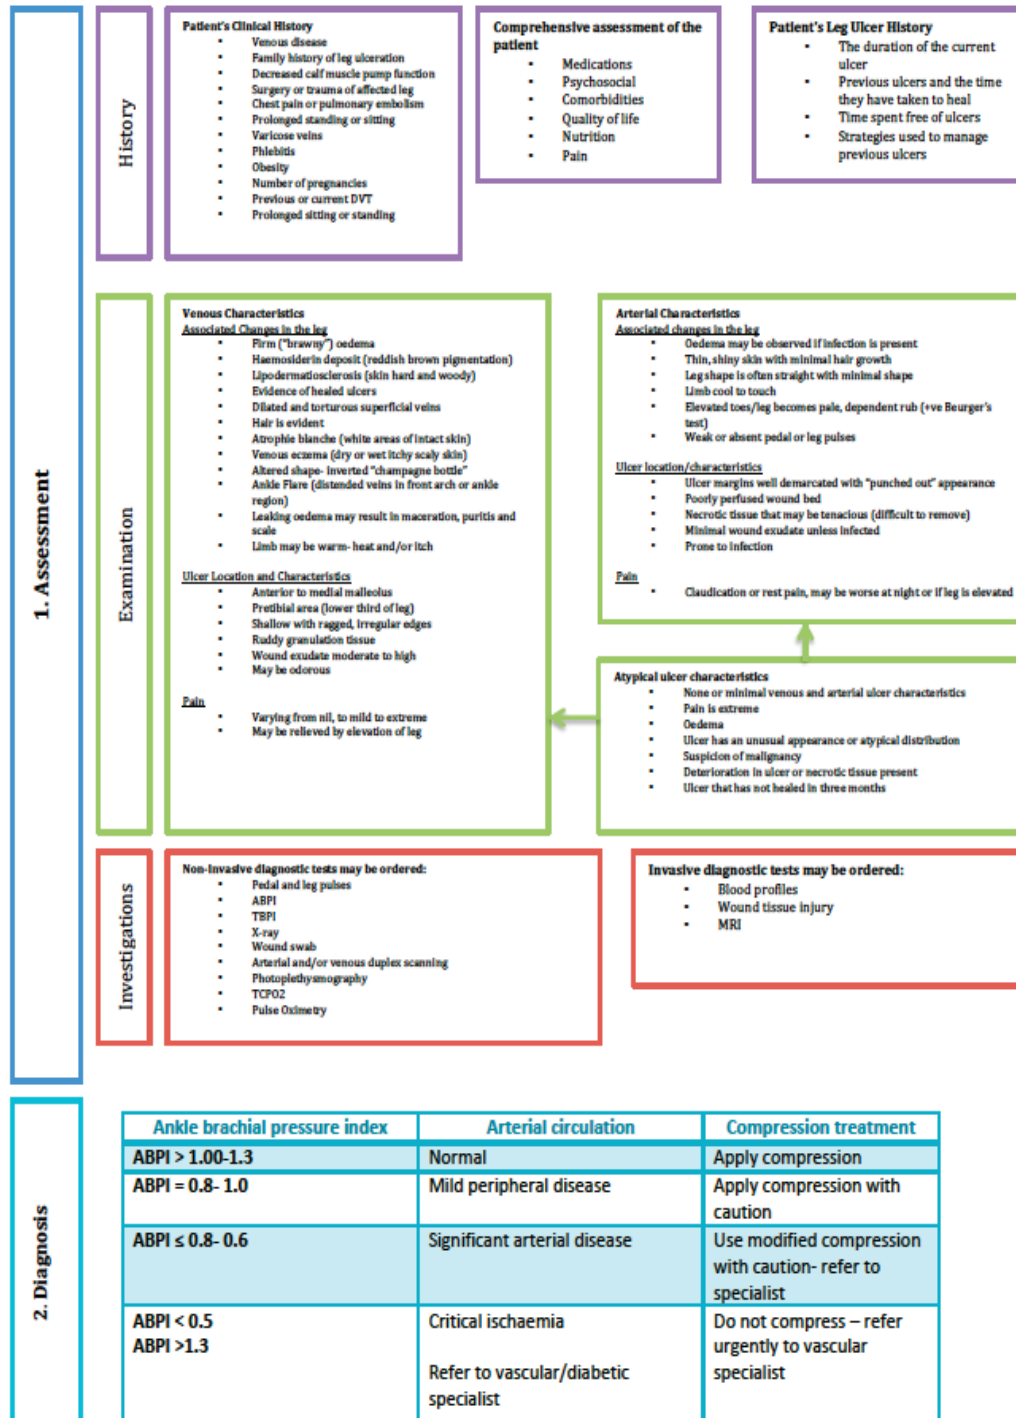 1. Assessment
History
Patient's Clinical History
▪ Venous disease
▪ Family history of leg ulceration
▪ Decreased calf muscle pump function
▪ Surgery or trauma of affected leg
▪ Chest pain or pulmonary embolism
▪ Prolonged standing or sitting
▪ Varicose veins
▪ Phlebitis
▪ Obesity
▪ Number of pregnancies
▪ Previous or current DVT
▪ Prolonged sitting or standing
Comprehensive assessment of the
patient
▪ Medications
▪ Psychosocial
▪ Comorbidities
▪ Quality of life
▪ Nutrition
▪ Pain
Patient's Leg Ulcer History
▪ The duration of the current
ulcer
▪ Previous ulcers and the time
they have taken to heal
▪ Time spent free of ulcers
▪ Strategies used to manage
previous ulcers
Examination
Venous Characteristics
Associated Changes in the leg
▪ Firm ("brawny") oedema
▪ Haemosiderin deposit (reddish brown pigmentation)
▪ Lipodermatiosclerosis (skin hard and woody)
▪ Evidence of healed ulcers
▪ Dilated and torturous superficial veins
▪ Hair is evident
▪ Atrophie blanche (white areas of intact skin)
▪ Venous eczema (dry or wet itchy scaly skin)
▪ Altered shape- inverted "champagne bottle"
▪ Ankle Flare (distended veins in front arch or ankle
region)
▪ Leaking oedema may result in maceration, puritis and
scale
▪ Limb may be warm- heat and/or itch
Ulcer Location and Characteristics
▪ Anterior to medial malleolus
▪ Pretibial area (lower third of leg)
▪ Shallow with ragged, irregular edges
▪ Ruddy granulation tissue
▪ Wound exudate moderate to high
▪ May be odorous
Pain
▪ Varying from nil, to mild to extreme
▪ May be relieved by elevation of leg
Arterial Characteristics
Associated changes in the leg
▪ Oedema may be observed if infection is present
▪ Thin, shiny skin with minimal hair growth
▪ Leg shape is often straight with minimal shape
▪ Limb cool to touch
▪ Elevated toes/leg becomes pale, dependent rub (+ve Beurger's
test)
▪ Weak or absent pedal or leg pulses
Ulcer location/characteristics
▪ Ulcer margins well demarcated with "punched out" appearance
▪ Poorly perfused wound bed
▪ Necrotic tissue that may be tenacious (difficult to remove)
▪ Minimal wound exudate unless infected
▪ Prone to infection
Pain
▪ Claudication or rest pain, may be worse at night or if leg is elevated
Atypical ulcer characteristics
▪ None or minimal venous and arterial ulcer characteristics
▪ Pain is extreme
▪ Oedema
▪ Ulcer has an unusual appearance or atypical distribution
▪ Suspicion of malignancy
▪ Deterioration in ulcer or necrotic tissue present
▪ Ulcer that has not healed in three months
Investigations
Non-invasive diagnostic tests may be ordered:
▪ Pedal and leg pulses
▪ ABPI
▪ TBPI
▪ X-ray
▪ Wound swab
▪ Arterial and/or venous duplex scanning
▪ Photoplethysmography
▪ TCPO2
▪ Pulse Oximetry
Invasive diagnostic tests may be ordered:
▪ Blood profiles
▪ Wound tissue injury
▪ MRI
2. Diagnosis
Ankle brachial pressure index Arterial circulation Compression treatment
ABPI > 1.00-1.3 Normal Apply compression
ABPI = 0.8- 1.0 Mild peripheral disease Apply compression with
caution
ABPI ≤ 0.8- 0.6 Significant arterial disease Use modified compression
with caution- refer to
specialist
ABPI < 0.5 Critical ischaemia Do not compress – refer
ABPI >1.3 urgently to vascular
Refer to vascular/diabetic specialist
specialist